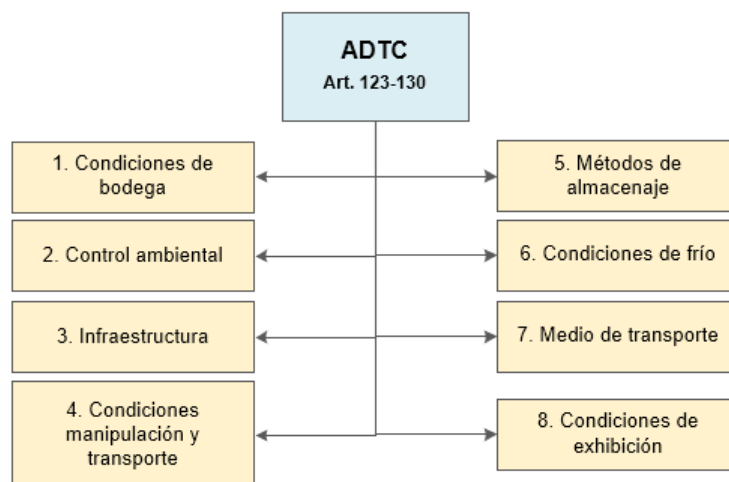 ADTC
Art. 123-130
1. Condiciones de
bodega
2. Control ambiental
3. Infraestructura
4. Condiciones
manipulación y
transporte
5. Métodos de
almacenaje
6. Condiciones de frío
7. Medio de transporte
8. Condiciones de
exhibición